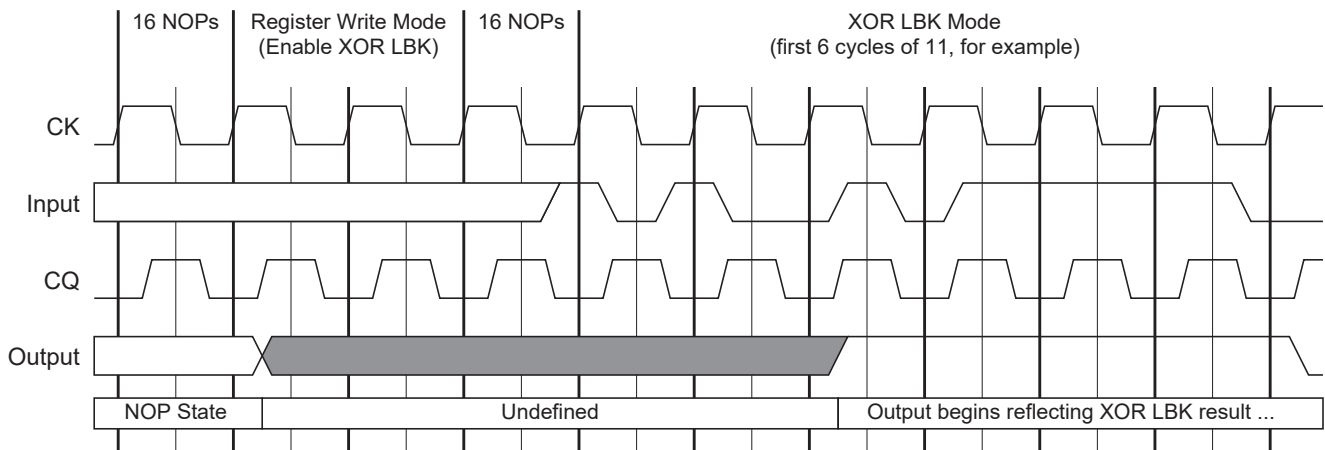 16 NOPs
Register Write Mode
(Enable XOR LBK)
16 NOPs
XOR LBK Mode
(first 6 cycles of 11, for example)
CK
Input
CQ
Output
NOP State
Undefined
Output begins reflecting XOR LBK result ...